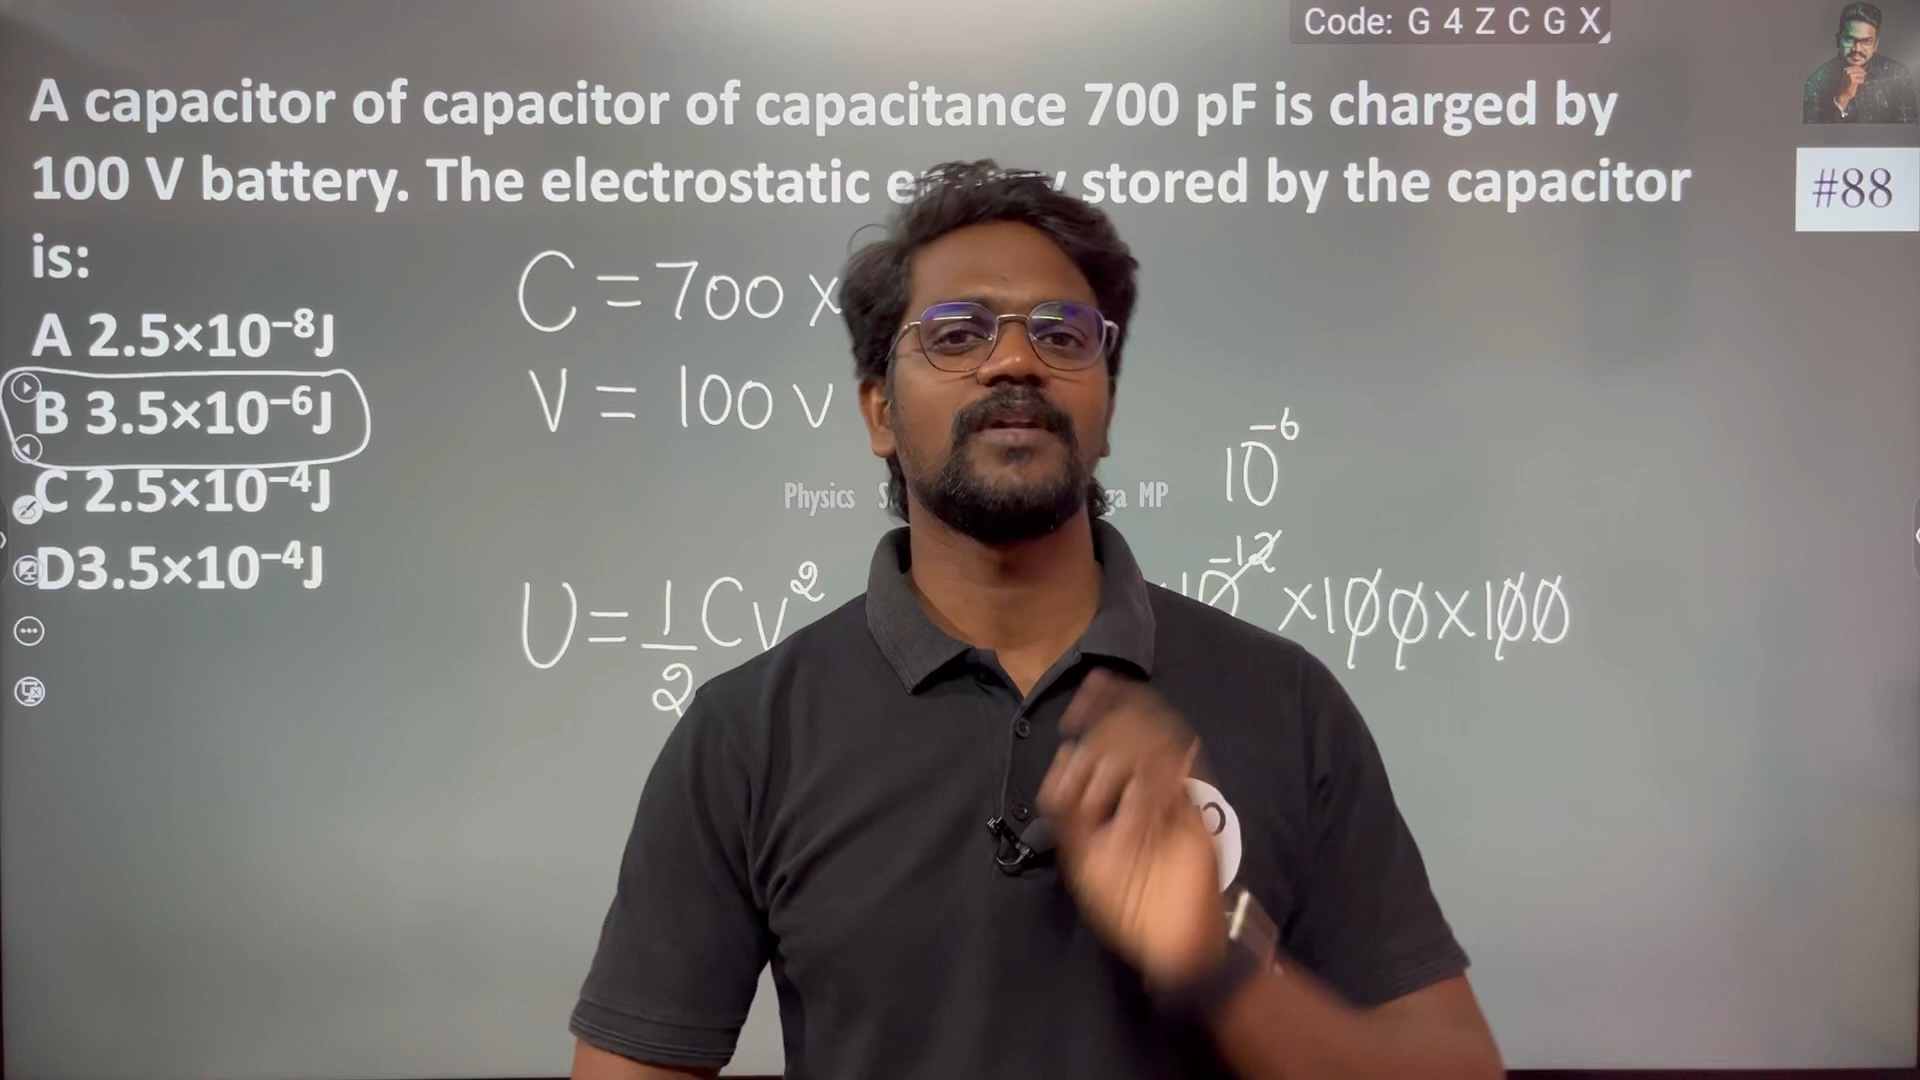 Code: G 4 Z C G X
A capacitor of capacitor of capacitance 700 pF is charged by
100 V battery. The electrostatic stored by the capacitor
is:
#88
A 2.5×10⁻⁸J
B 3.5×10⁻⁶J
C 2.5×10⁻⁴J
D3.5×10⁻⁴J
C = 700 ×
V = 100 V
10⁻⁶
Physics MP
U = 1/2 CV² 10⁻¹² ×100×100